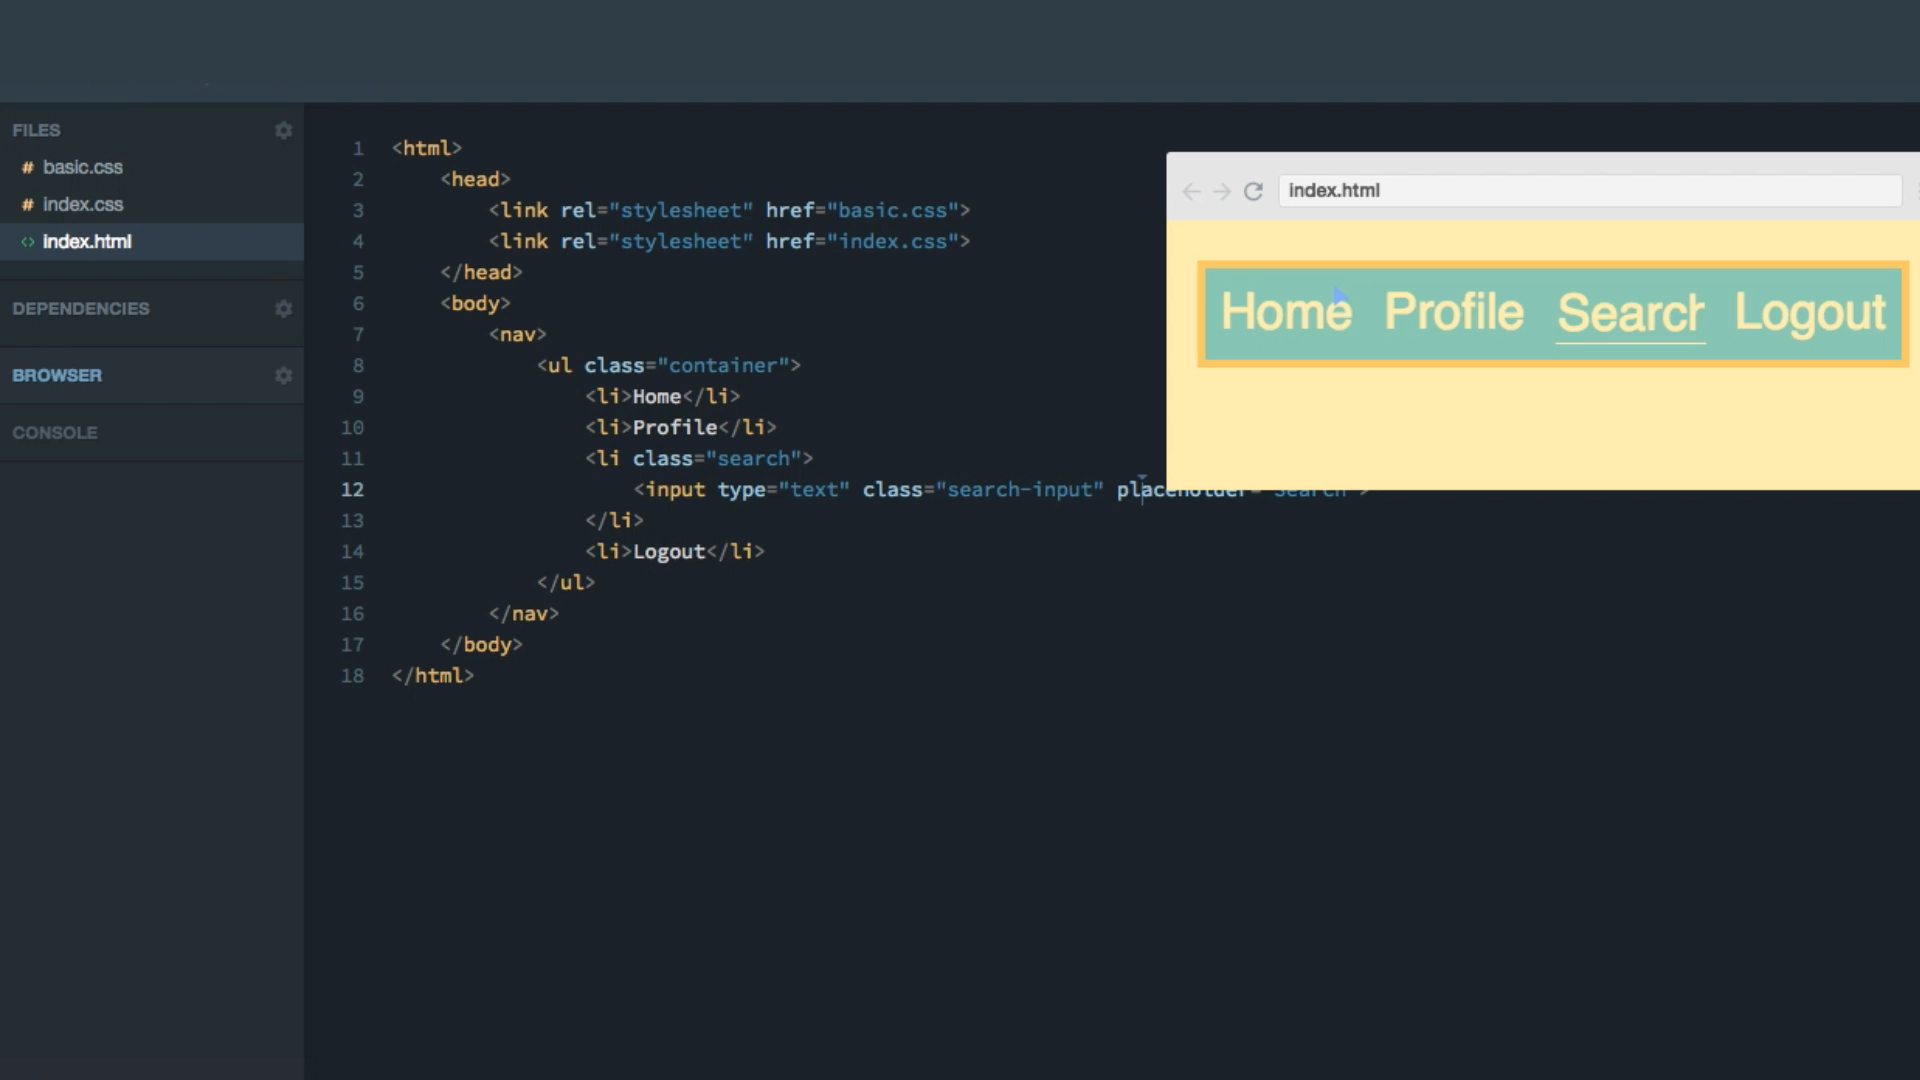 FILES
# basic.css
# index.css
<> index.html
DEPENDENCIES
BROWSER
CONSOLE
1 <html>
2 <head>
3 <link rel="stylesheet" href="basic.css">
4 <link rel="stylesheet" href="index.css">
5 </head>
6 <body>
7 <nav>
8 <ul class="container">
9 <li>Home</li>
10 <li>Profile</li>
11 <li class="search">
12 <input type="text" class="search-input" placeholder="Search">
13 </li>
14 <li>Logout</li>
15 </ul>
16 </nav>
17 </body>
18 </html>
index.html
Home Profile Search Logout